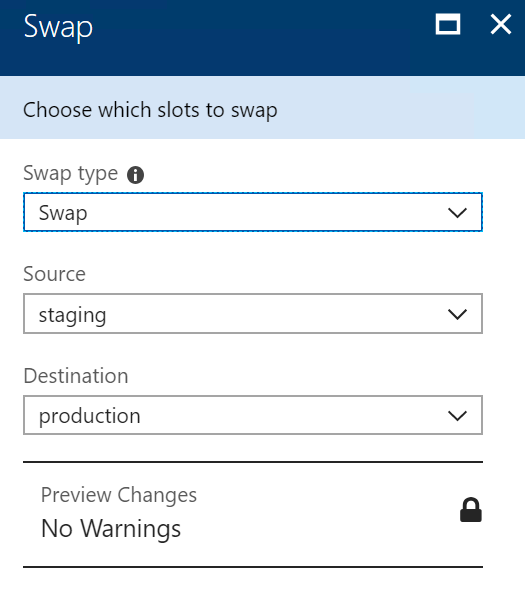 Swap
Choose which slots to swap
Swap type
Swap
Source
staging
Destination
production
Preview Changes
No Warnings